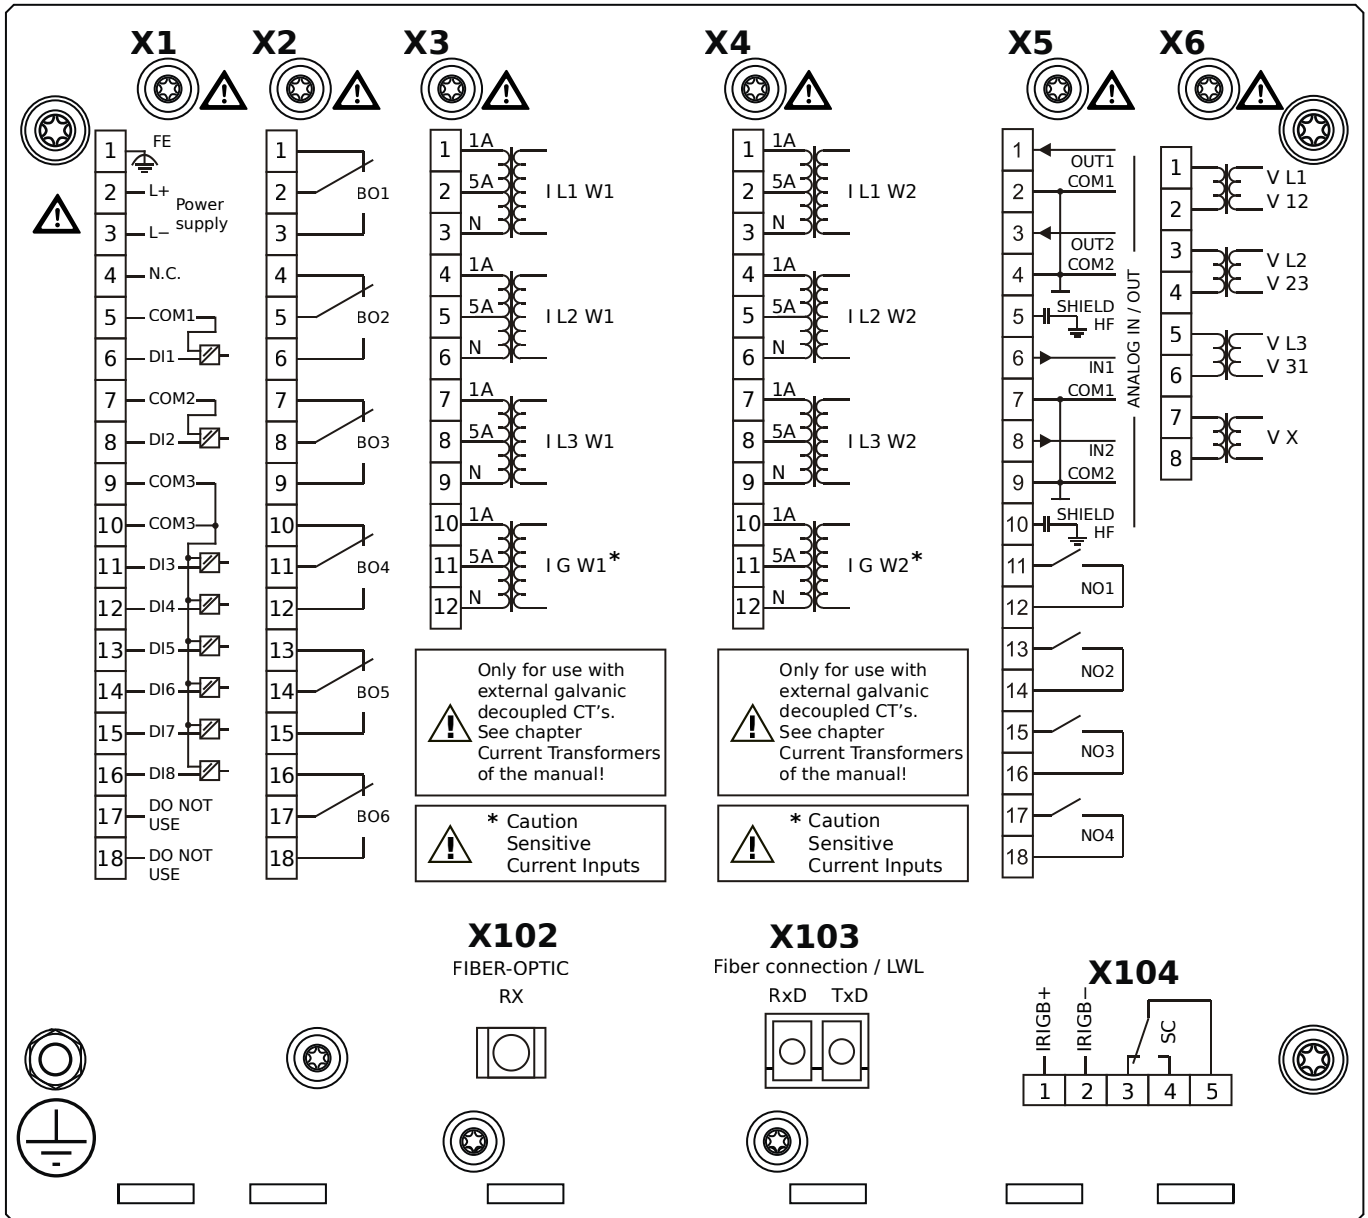 X1 X2 X3 X4 X5 X6
1 FE
2 L+
Power
supply
3 L−
4 N.C.
5 COM1
6 DI1
7 COM2
8 DI2
9 COM3
10 COM3
11 DI3
12 DI4
13 DI5
14 DI6
15 DI7
16 DI8
17 DO NOT
USE
18 DO NOT
USE
1
2 BO1
3
4
5 BO2
6
7
8 BO3
9
10
11 BO4
12
13
14 BO5
15
16
17 BO6
18
1 1A
2 5A I L1 W1
3 N
4 1A
5 5A I L2 W1
6 N
7 1A
8 5A I L3 W1
9 N
10 1A
11 5A I G W1*
12 N
Only for use with
external galvanic
decoupled CT's.
See chapter
Current Transformers
of the manual!
* Caution
Sensitive
Current Inputs
1 1A
2 5A I L1 W2
3 N
4 1A
5 5A I L2 W2
6 N
7 1A
8 5A I L3 W2
9 N
10 1A
11 5A I G W2*
12 N
Only for use with
external galvanic
decoupled CT's.
See chapter
Current Transformers
of the manual!
* Caution
Sensitive
Current Inputs
1 OUT1
2 COM1
3 OUT2
4 COM2
5 SHIELD
HF
6 IN1
7 COM1
8 IN2
9 COM2
10 SHIELD
HF
ANALOG IN / OUT
11
NO1
12
13
NO2
14
15
NO3
16
17
NO4
18
1 V L1
2 V 12
3 V L2
4 V 23
5 V L3
6 V 31
7 V X
8
X102
FIBER-OPTIC
RX
X103
Fiber connection / LWL
RxD TxD
X104
IRIGB+ IRIGB− SC
1 2 3 4 5